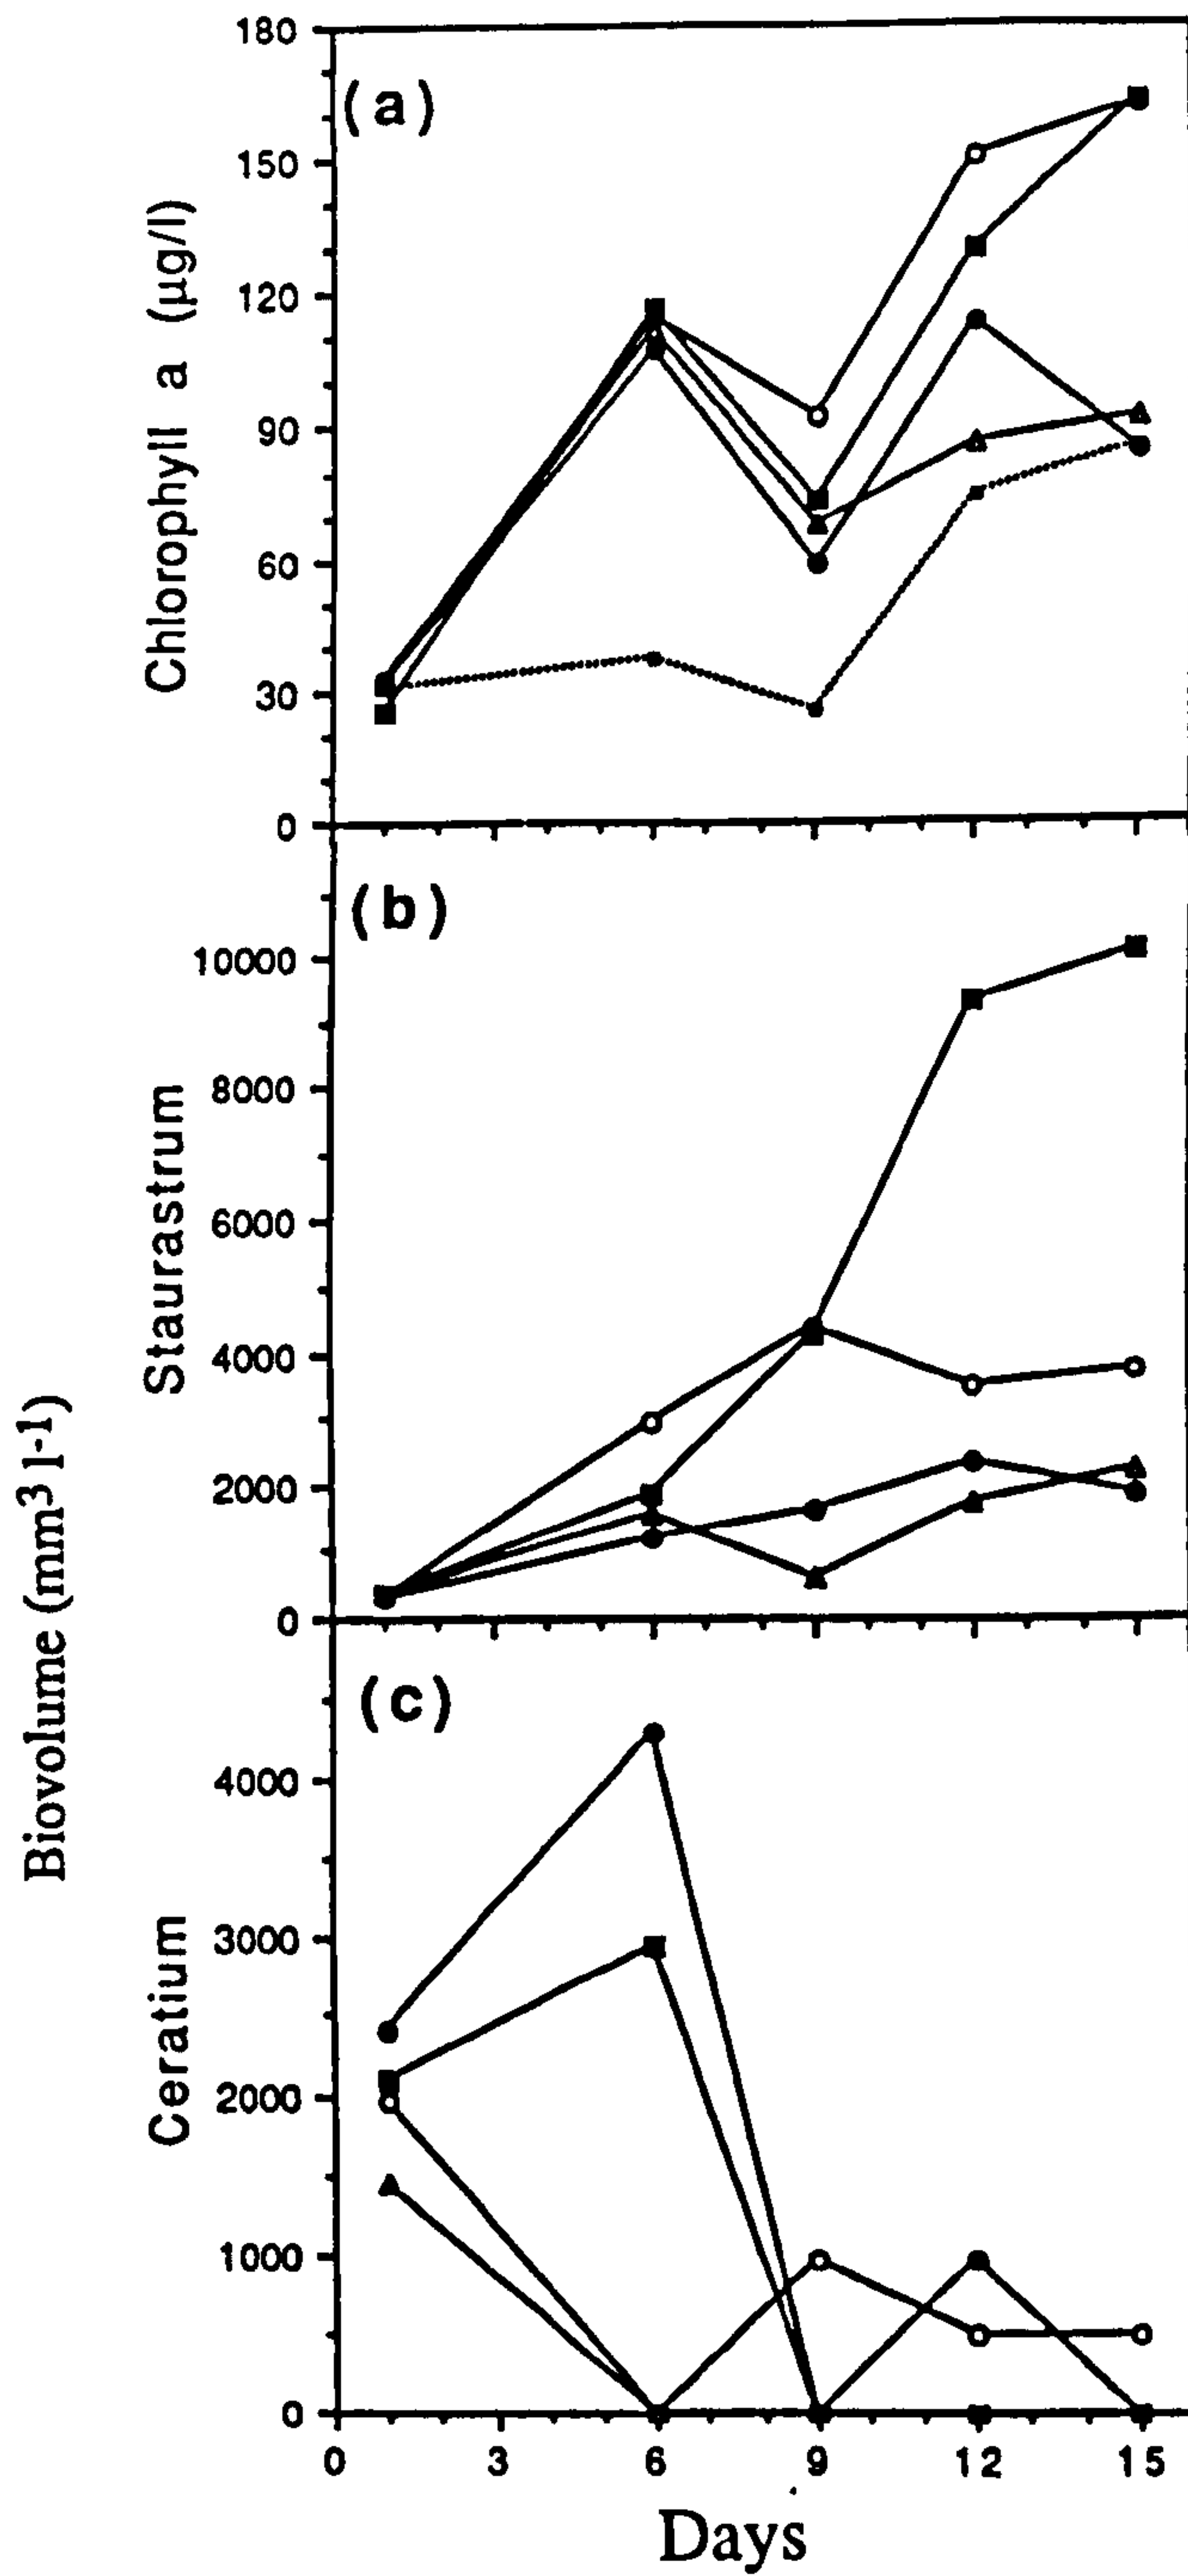 (a)
Chlorophyll a (µg/l)
180
150
120
90
60
30
0
(b)
Biovolume (mm3 l-1)
Staurastrum
10000
8000
6000
4000
2000
0
(c)
Ceratium
4000
3000
2000
1000
0
0 3 6 9 12 15
Days